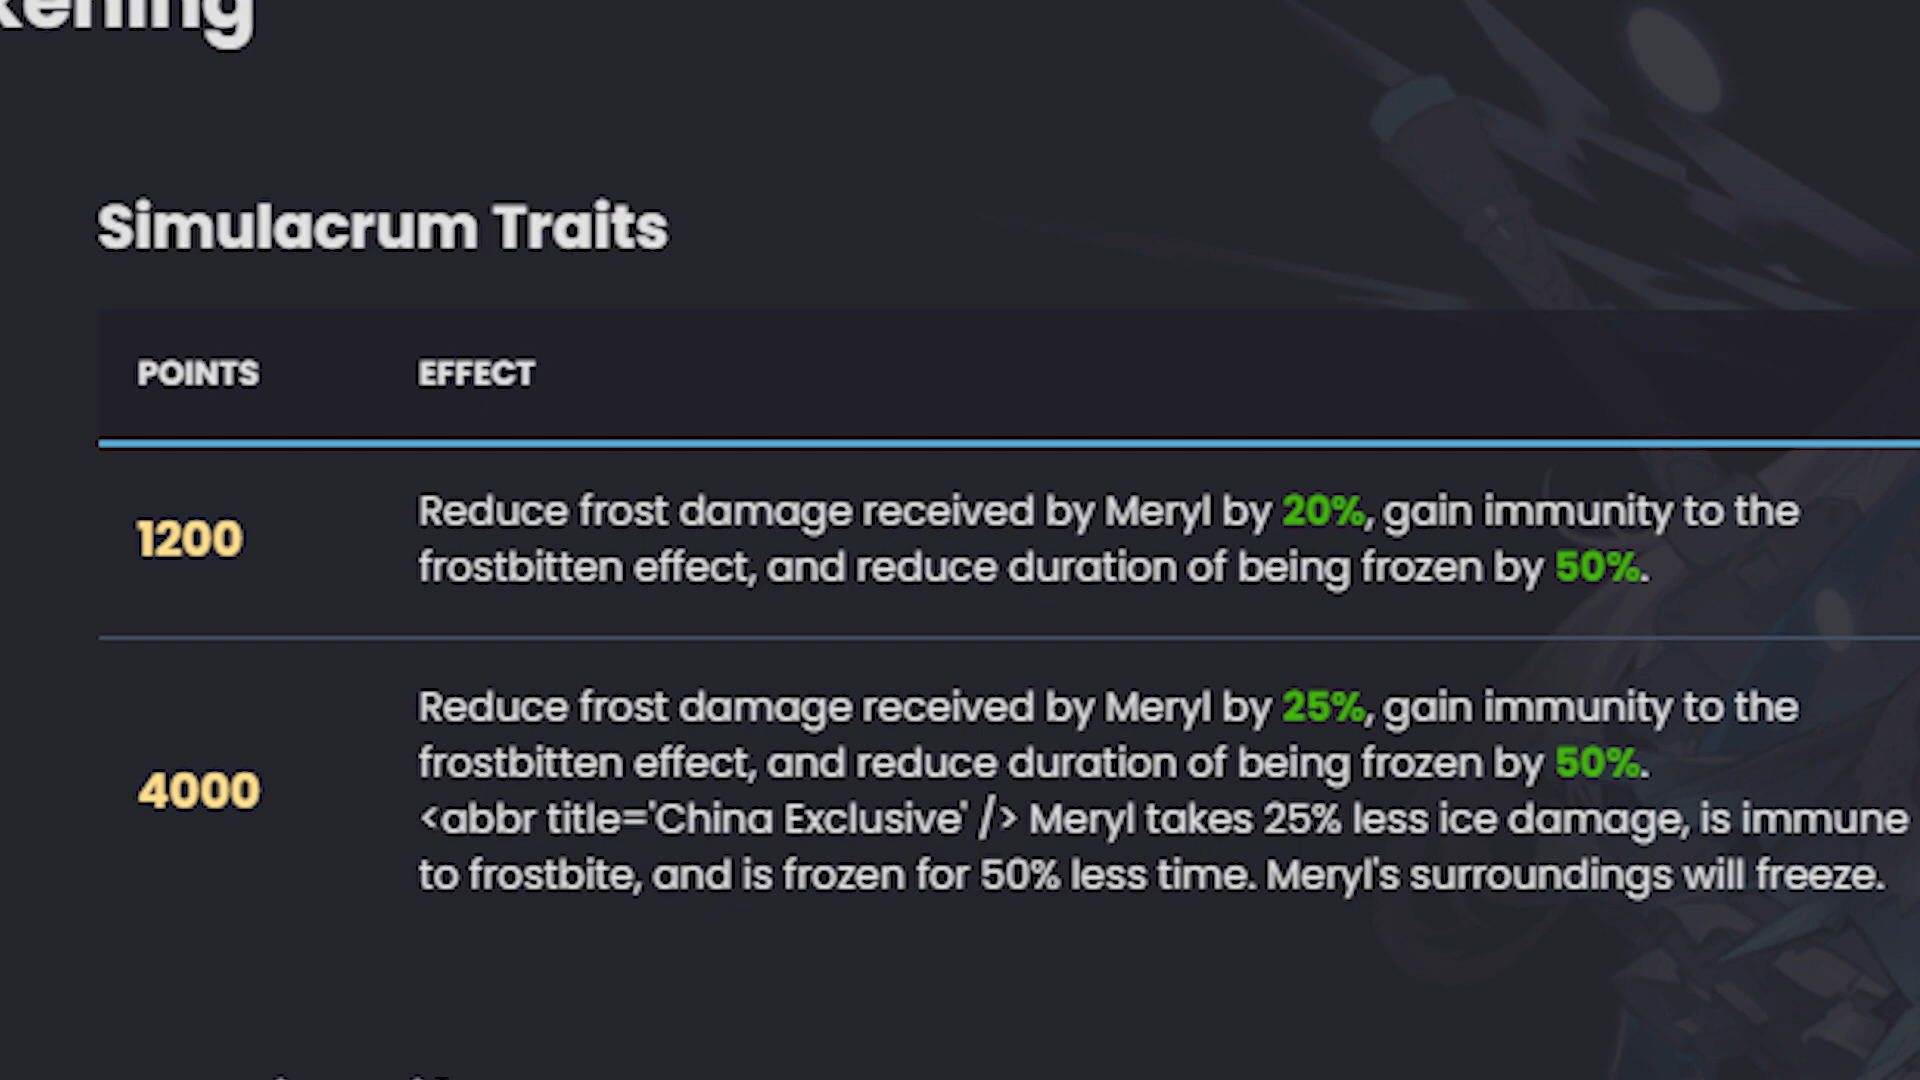 Simulacrum Traits
POINTS EFFECT
1200
Reduce frost damage received by Meryl by 20%, gain immunity to the
frostbitten effect, and reduce duration of being frozen by 50%.
4000
Reduce frost damage received by Meryl by 25%, gain immunity to the
frostbitten effect, and reduce duration of being frozen by 50%.
<abbr title='China Exclusive' /> Meryl takes 25% less ice damage, is immune
to frostbite, and is frozen for 50% less time. Meryl's surroundings will freeze.